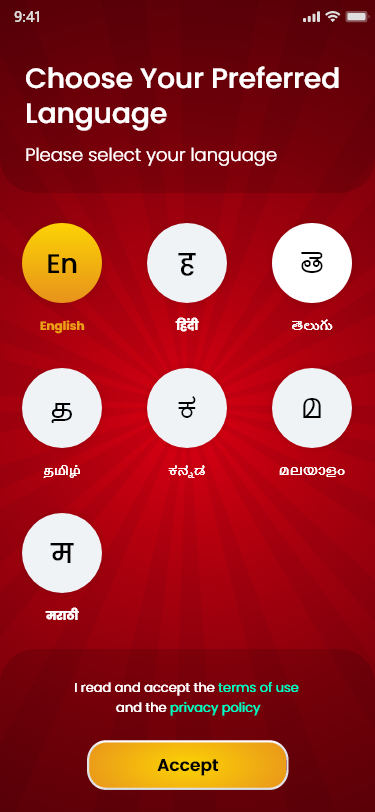 9:41
Choose Your Preferred
Language
Please select your language
En
ह
త
English
हिंदी
తెలుగు
த
ಕ
മ
தமிழ்
ಕನ್ನಡ
മലയാളം
म
मराठी
I read and accept the terms of use
and the privacy policy
Accept